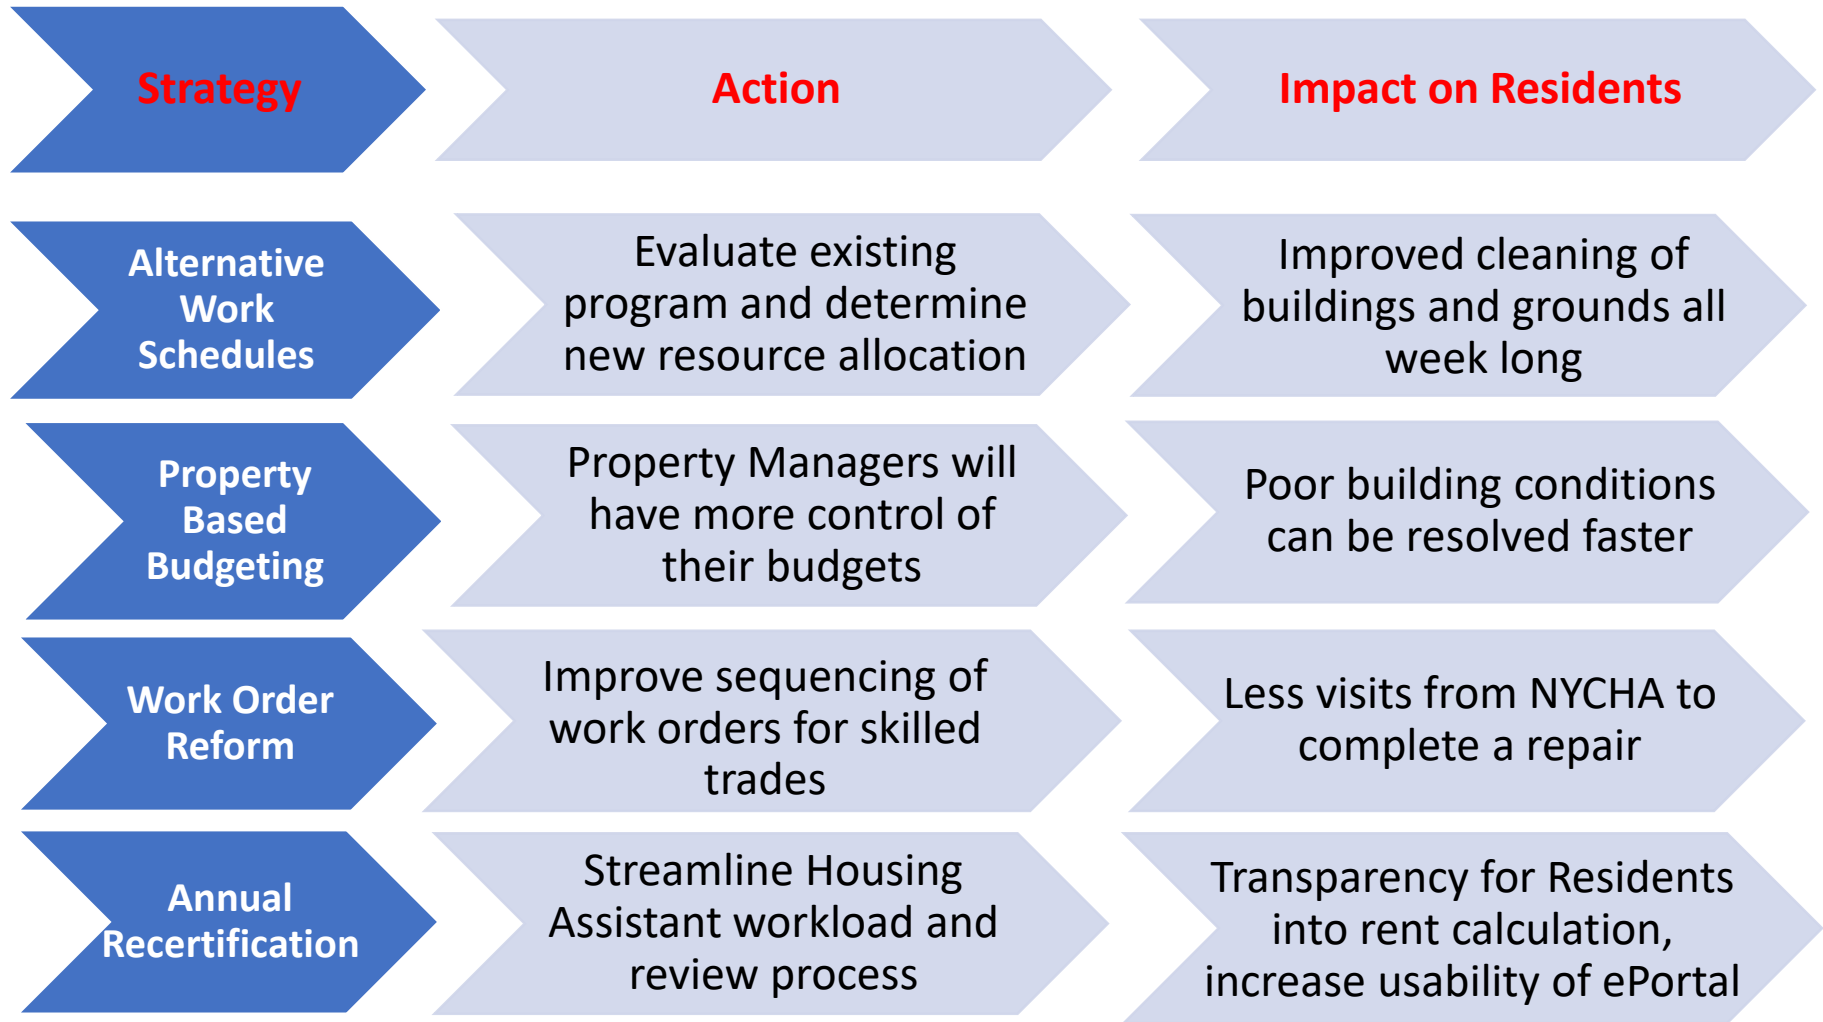 Strategy
Action
Impact on Residents
Alternative
Work
Schedules
Evaluate existing
program and determine
new resource allocation
Improved cleaning of
buildings and grounds all
week long
Property
Based
Budgeting
Property Managers will
have more control of
their budgets
Poor building conditions
can be resolved faster
Work Order
Reform
Improve sequencing of
work orders for skilled
trades
Less visits from NYCHA to
complete a repair
Annual
Recertification
Streamline Housing
Assistant workload and
review process
Transparency for Residents
into rent calculation,
increase usability of ePortal